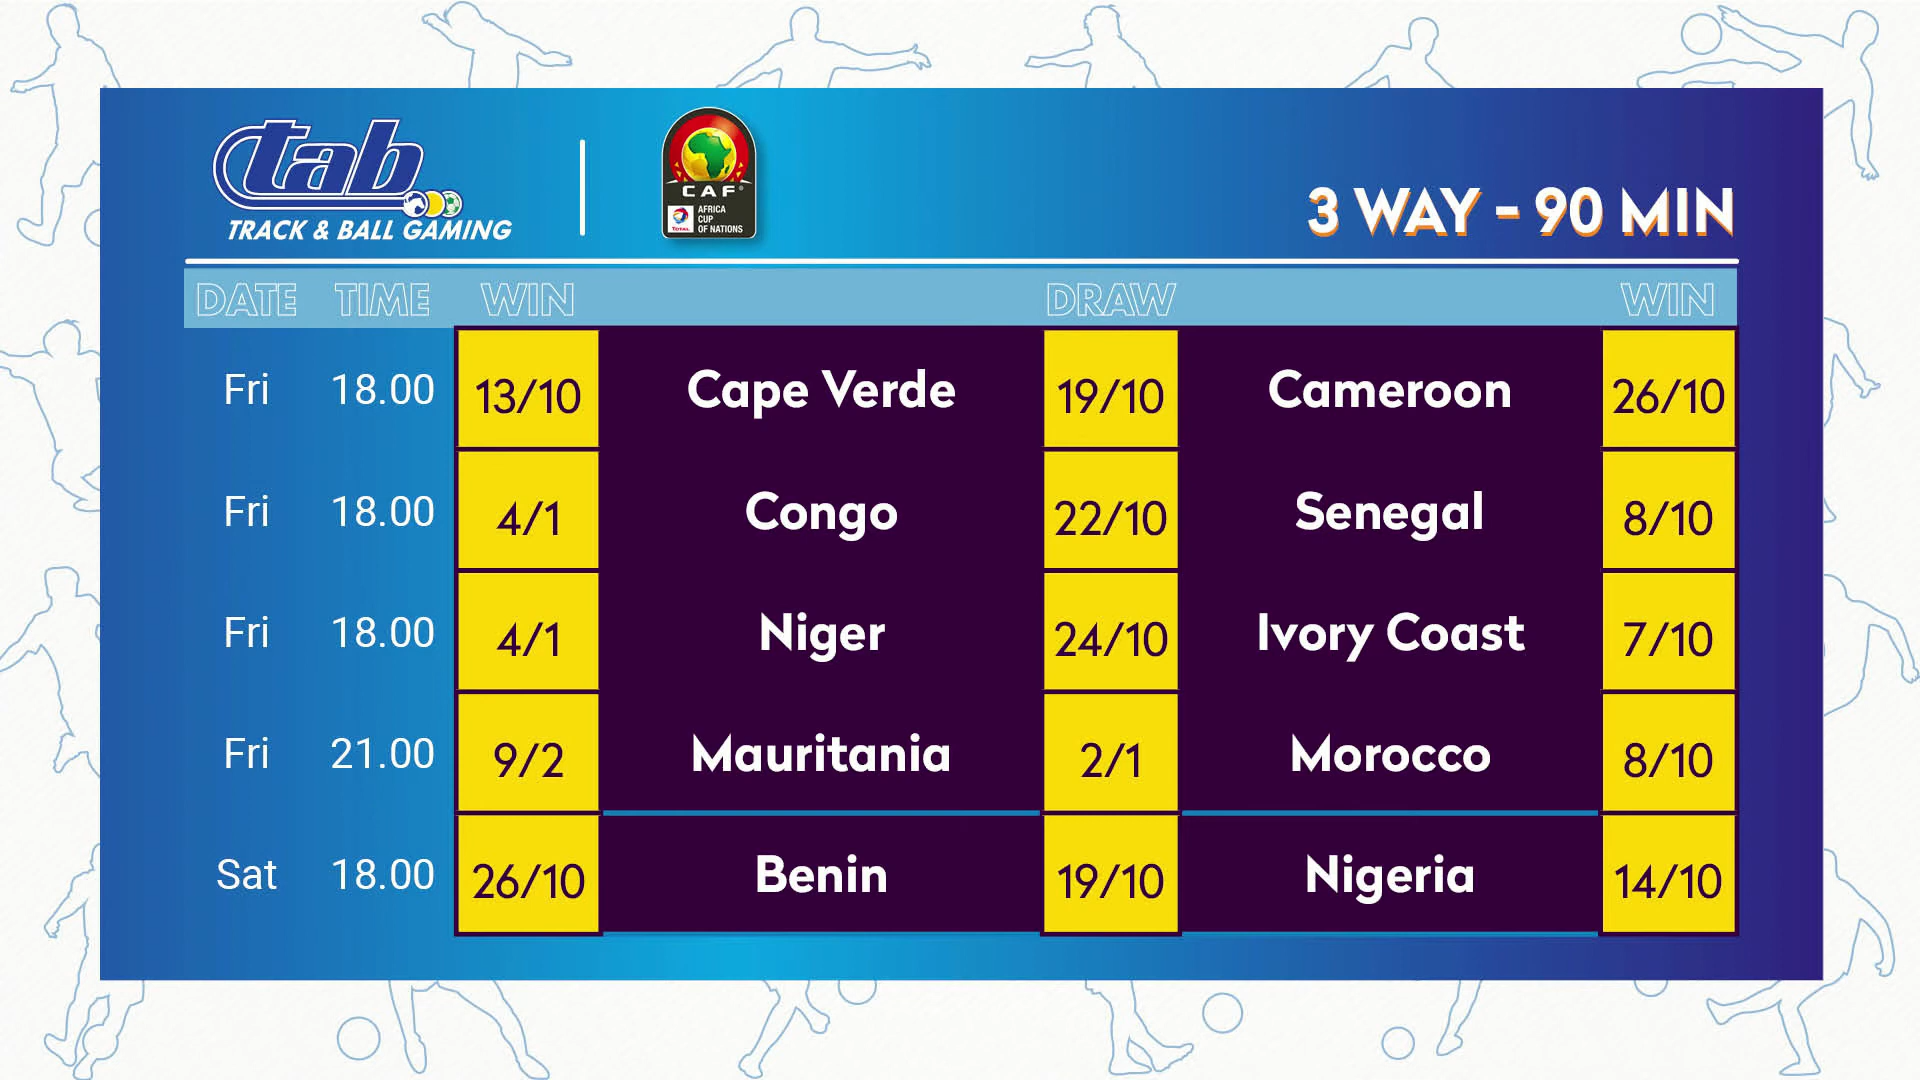 tab
TRACK & BALL GAMING
CAF
TOTAL
AFRICA
CUP
OF NATIONS
3 WAY - 90 MIN
DATE TIME WIN DRAW WIN
Fri 18.00 13/10 Cape Verde 19/10 Cameroon 26/10
Fri 18.00 4/1 Congo 22/10 Senegal 8/10
Fri 18.00 4/1 Niger 24/10 Ivory Coast 7/10
Fri 21.00 9/2 Mauritania 2/1 Morocco 8/10
Sat 18.00 26/10 Benin 19/10 Nigeria 14/10